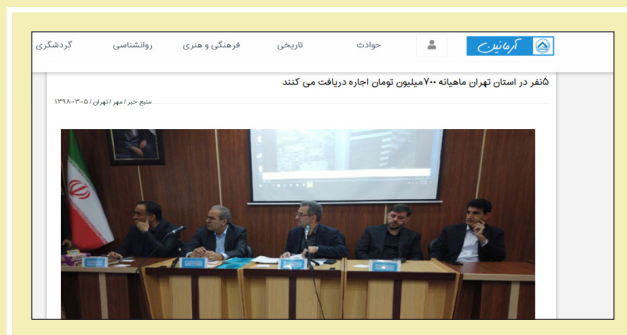 آرمانیین
حوادث
تاریخی
فرهنگی و هنری
روانشناسی
گردشگری
۵نفر در استان تهران ماهیانه ۷۰۰میلیون تومان اجاره دریافت می کنند
منبع خبر / مهر / تهران / ۰۵-۰۳-۱۳۹۸